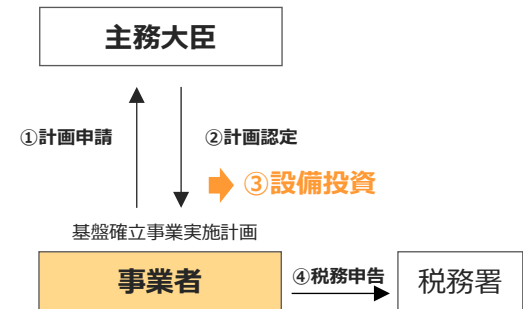 主務大臣
①計画申請
②計画認定
③設備投資
基盤確立事業実施計画
事業者
④税務申告
税務署